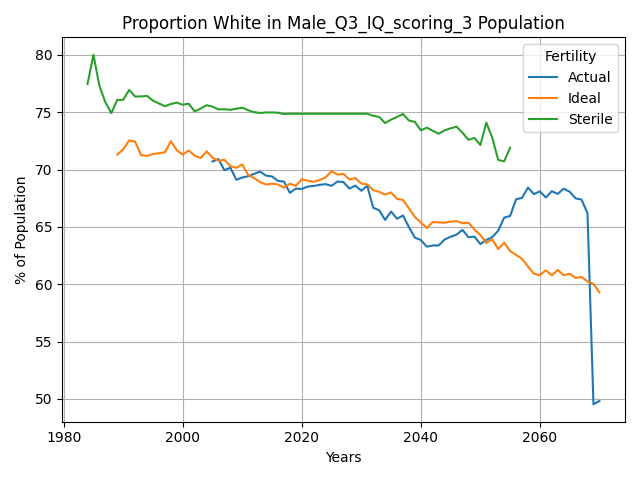 Proportion White in Male_Q3_IQ_scoring_3 Population
Fertility
Actual
Ideal
Sterile
% of Population
80
75
70
65
60
55
50
1980
2000
2020
2040
2060
Years